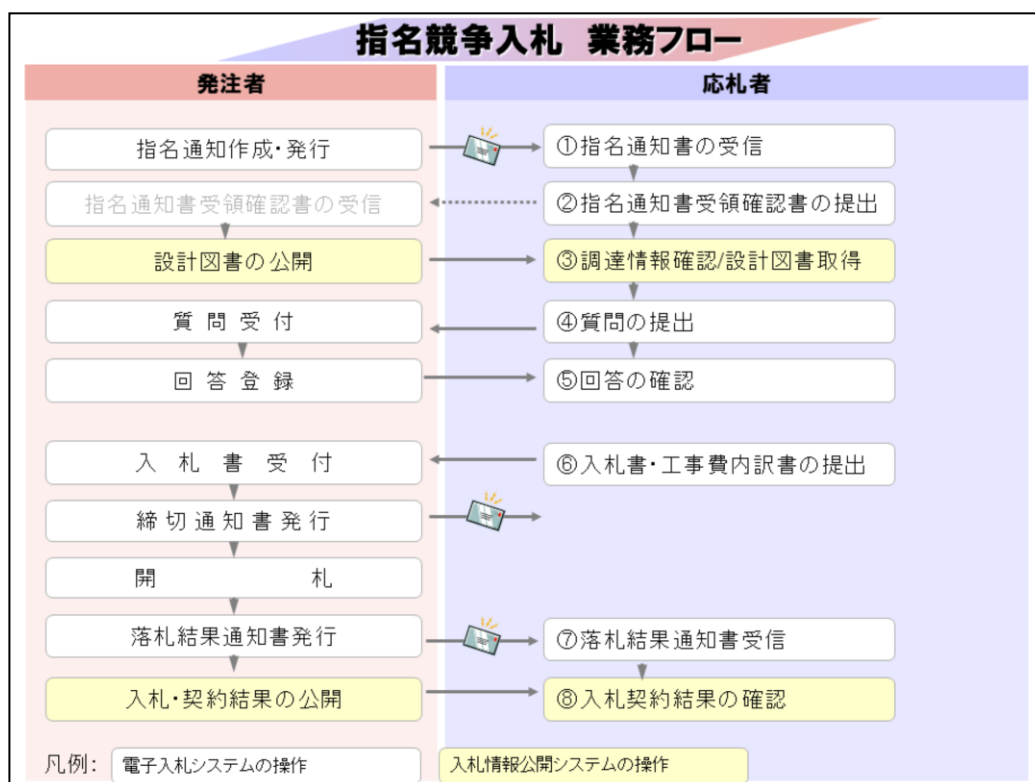 指名競争入札 業務フロー
発注者
応札者
指名通知作成・発行
①指名通知書の受信
指名通知書受領確認書の受信
②指名通知書受領確認書の提出
設計図書の公開
③調達情報確認/設計図書取得
質問受付
④質問の提出
回答登録
⑤回答の確認
入札書受付
⑥入札書・工事費内訳書の提出
締切通知書発行
開札
落札結果通知書発行
⑦落札結果通知書受信
入札・契約結果の公開
⑧入札契約結果の確認
凡例:
電子入札システムの操作
入札情報公開システムの操作